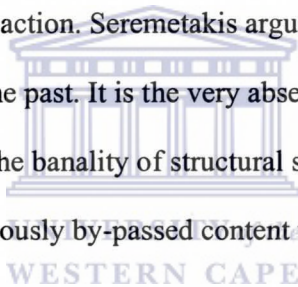 action. Seremetakis argu
ne past. It is the very abse
he banality of structural s
ously by-passed content
UNIVERSITY of the
WESTERN CAPE